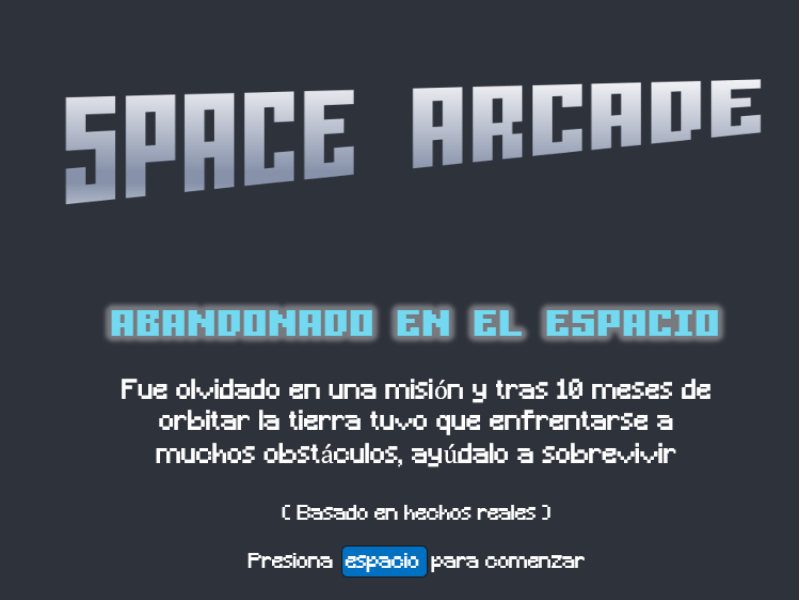 SPACE ARCADE
ABANDONADO EN EL ESPACIO
Fue olvidado en una misión y tras 10 meses de
orbitar la tierra tuvo que enfrentarse a
muchos obstáculos, ayúdalo a sobrevivir
( Basado en hechos reales )
Presiona espacio para comenzar